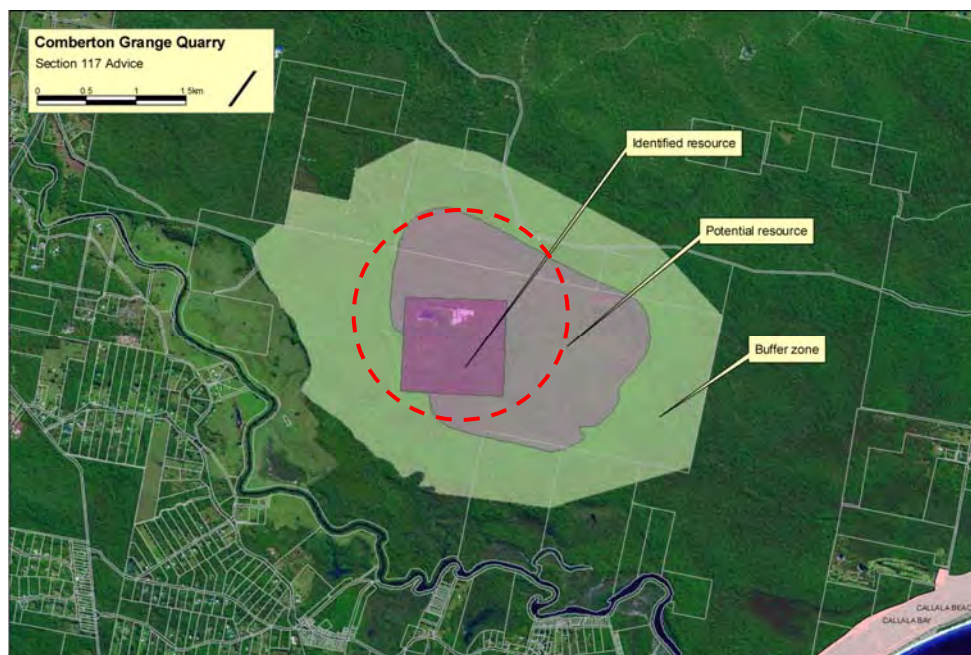 Comberton Grange Quarry
Section 117 Advice
0 0.5 1 1.5km
Identified resource
Potential resource
Buffer zone
CALLALA BEAC
CALLALA BAY